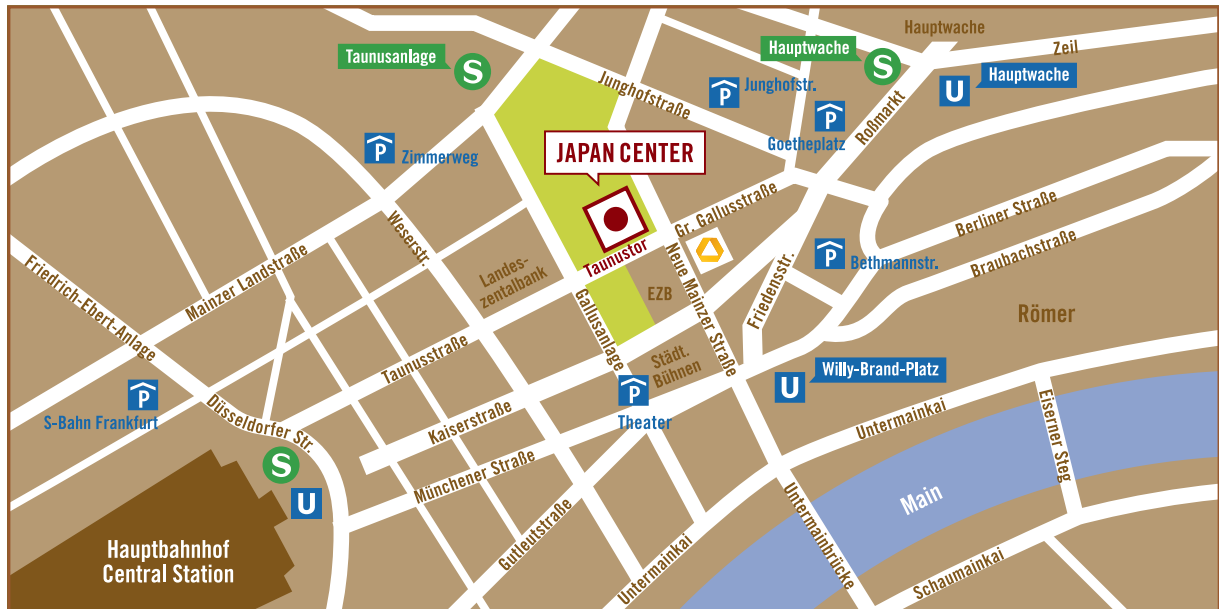 Hauptwache
Zeil
Taunusanlage
S
Hauptwache
S
U
Hauptwache
Junghofstraße
P
Junghofstr.
P
Goetheplatz
Roßmarkt
P
Zimmerweg
JAPAN CENTER
Gr. Gallusstraße
Weserstr.
Taunustor
Neue Mainzer Straße
Friedensstr.
P
Bethmannstr.
Berliner Straße
Braubachstraße
Landes-
zentralbank
EZB
Gallusanlage
Mainzer Landstraße
Friedrich-Ebert-Anlage
Römer
Taunusstraße
Städt.
Bühnen
U
Willy-Brand-Platz
P
Theater
P
S-Bahn Frankfurt
Düsseldorfer Str.
Kaiserstraße
Münchener Straße
Untermainkai
Eiserner Steg
S
U
Main
Gutleutstraße
Untermainkai
Untermainbrücke
Schaumainkai
Hauptbahnhof
Central Station